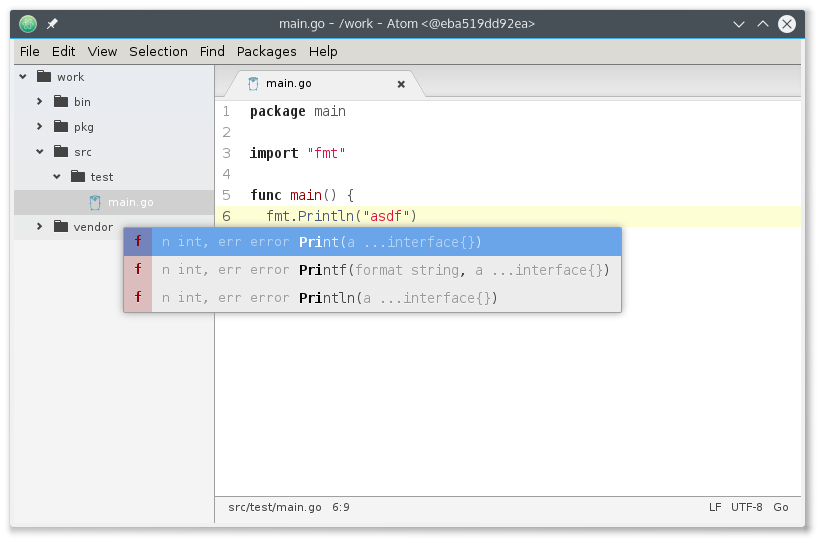 main.go – /work – Atom <@eba519dd92ea>
File Edit View Selection Find Packages Help
work
bin
pkg
src
test
main.go
vendor
main.go
1 package main
2
3 import "fmt"
4
5 func main() {
6 fmt.Println("asdf")
f n int, err error Print(a ...interface{})
f n int, err error Printf(format string, a ...interface{})
f n int, err error Println(a ...interface{})
src/test/main.go 6:9 LF UTF-8 Go